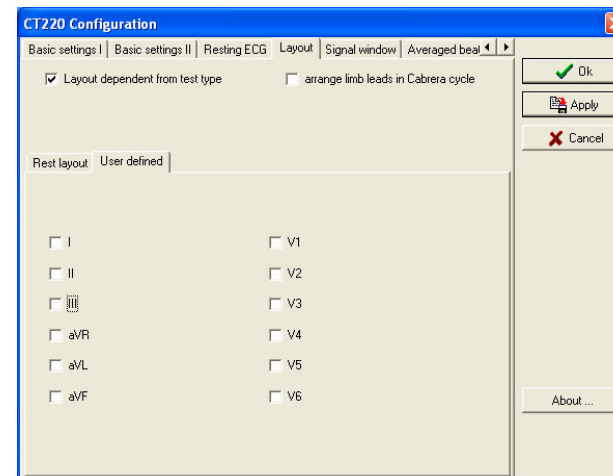 CT220 Configuration
Basic settings I Basic settings II Resting ECG Layout Signal window Averaged beat
Layout dependent from test type arrange limb leads in Cabrera cycle
Ok
Apply
Cancel
Rest layout User defined
I V1
II V2
III V3
aVR V4
aVL V5
aVF V6
About ...